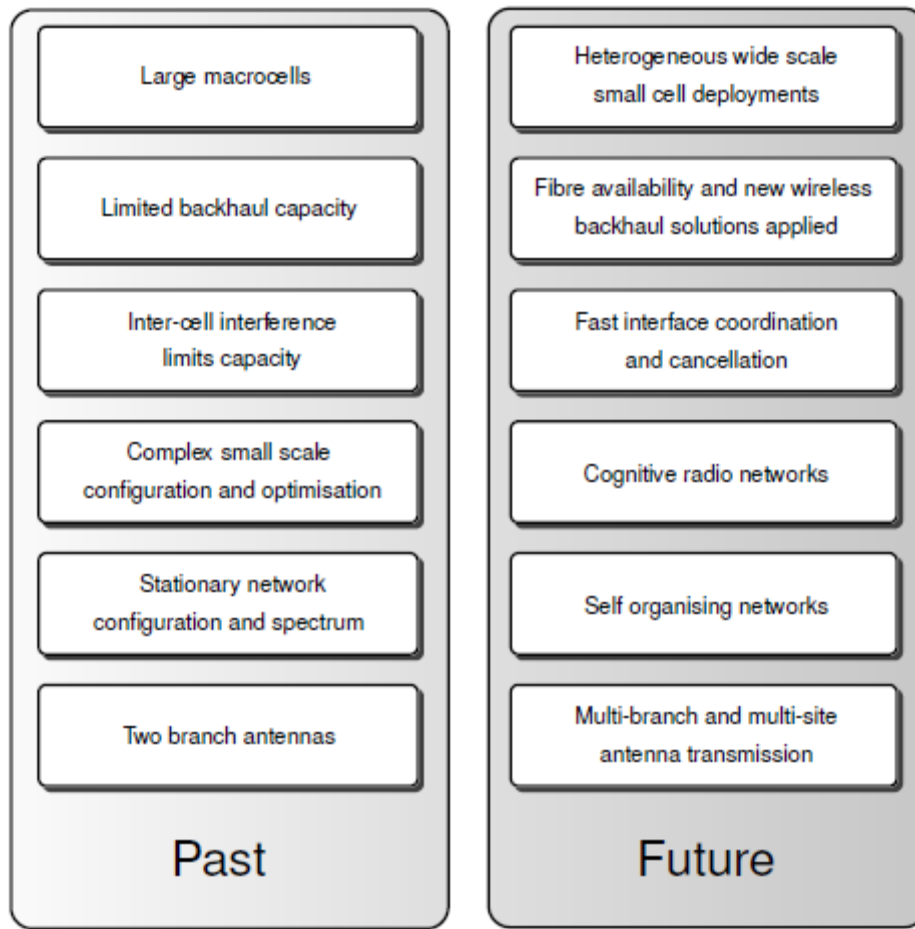 Large macrocells
Limited backhaul capacity
Inter-cell interference
limits capacity
Complex small scale
configuration and optimisation
Stationary network
configuration and spectrum
Two branch antennas
Past
Heterogeneous wide scale
small cell deployments
Fibre availability and new wireless
backhaul solutions applied
Fast interface coordination
and cancellation
Cognitive radio networks
Self organising networks
Multi-branch and multi-site
antenna transmission
Future